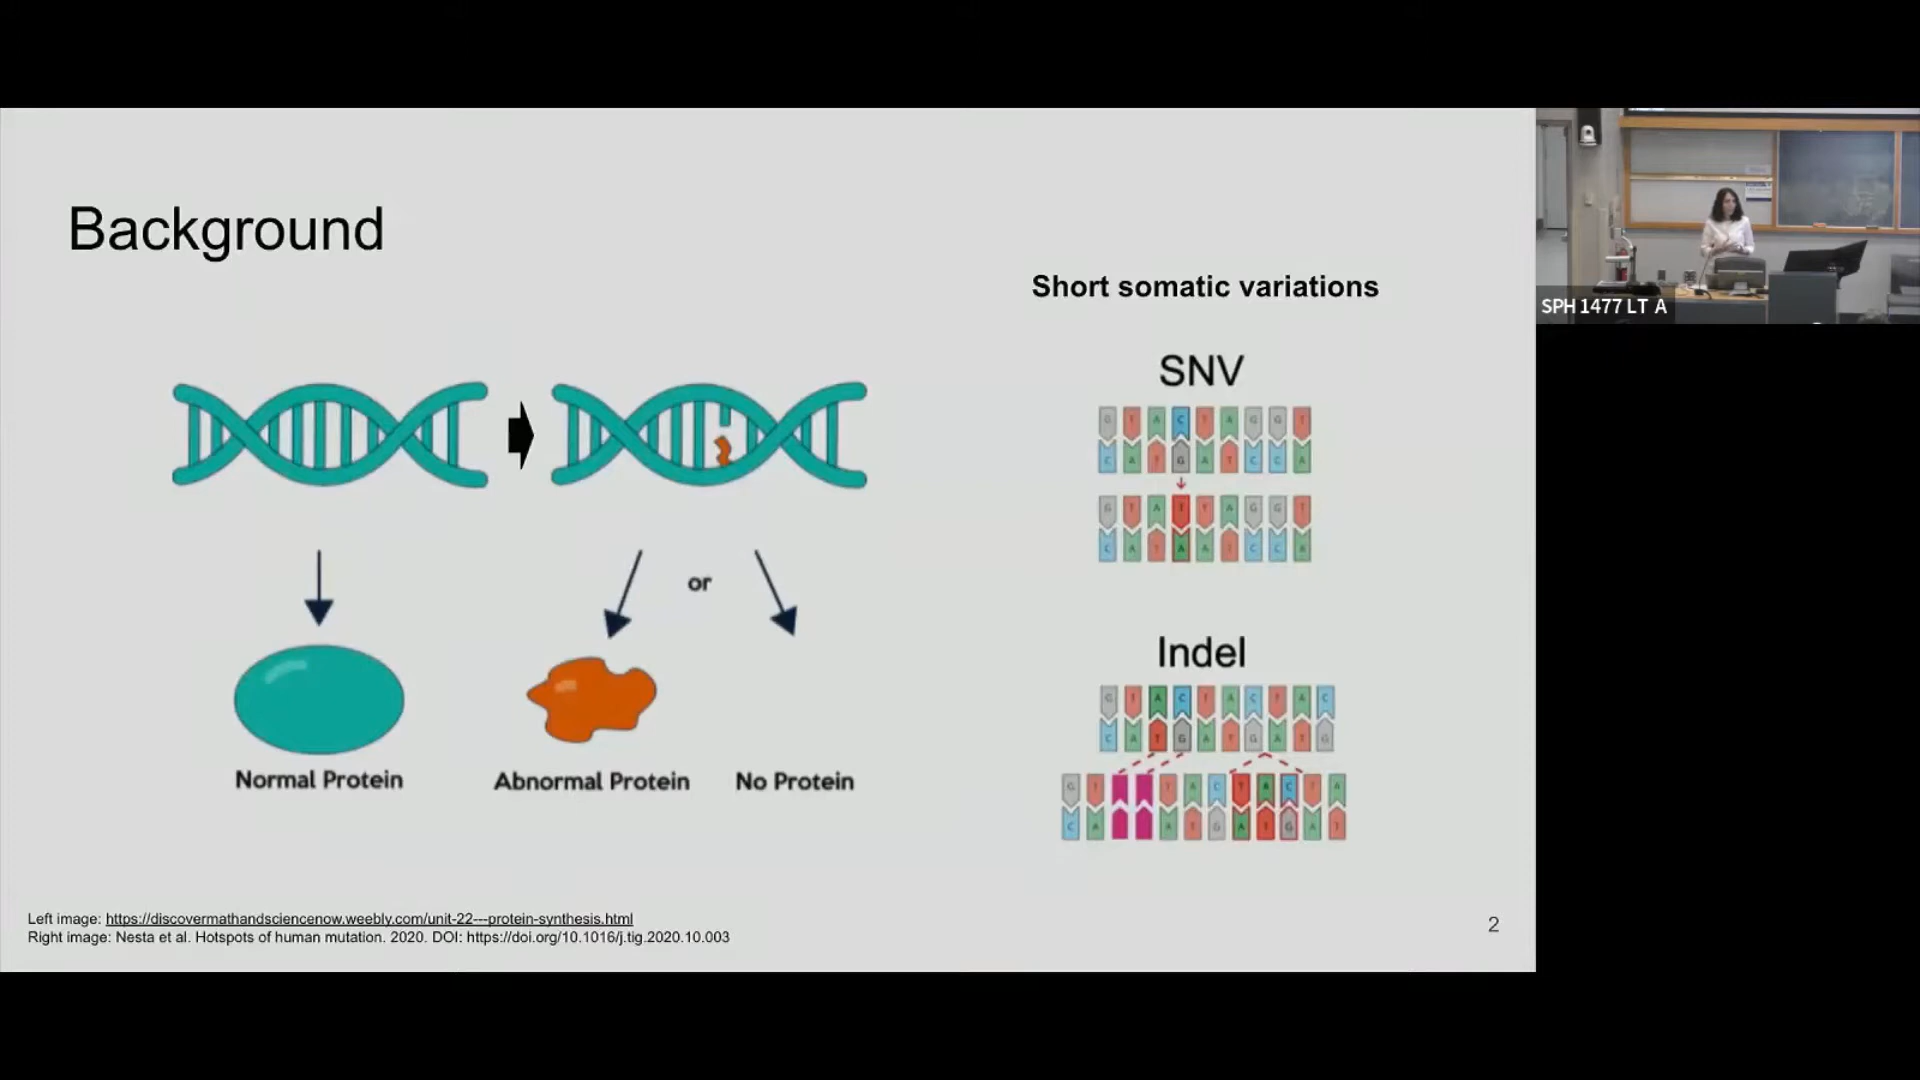 Background
Short somatic variations
SNV
G T A C T A G G T
C A T G A T C C A
G T A T T A G G T
C A T A A T C C A
or
Indel
G T A C T A C T A C
C A T G A T G A T G
G T T A C T A C T A
C A A T G A T G A T
Normal Protein
Abnormal Protein
No Protein
Left image: https://discovermathandsciencenow.weebly.com/unit-22---protein-synthesis.html
Right image: Nesta et al. Hotspots of human mutation. 2020. DOI: https://doi.org/10.1016/j.tig.2020.10.003
2
SPH 1477 LT A